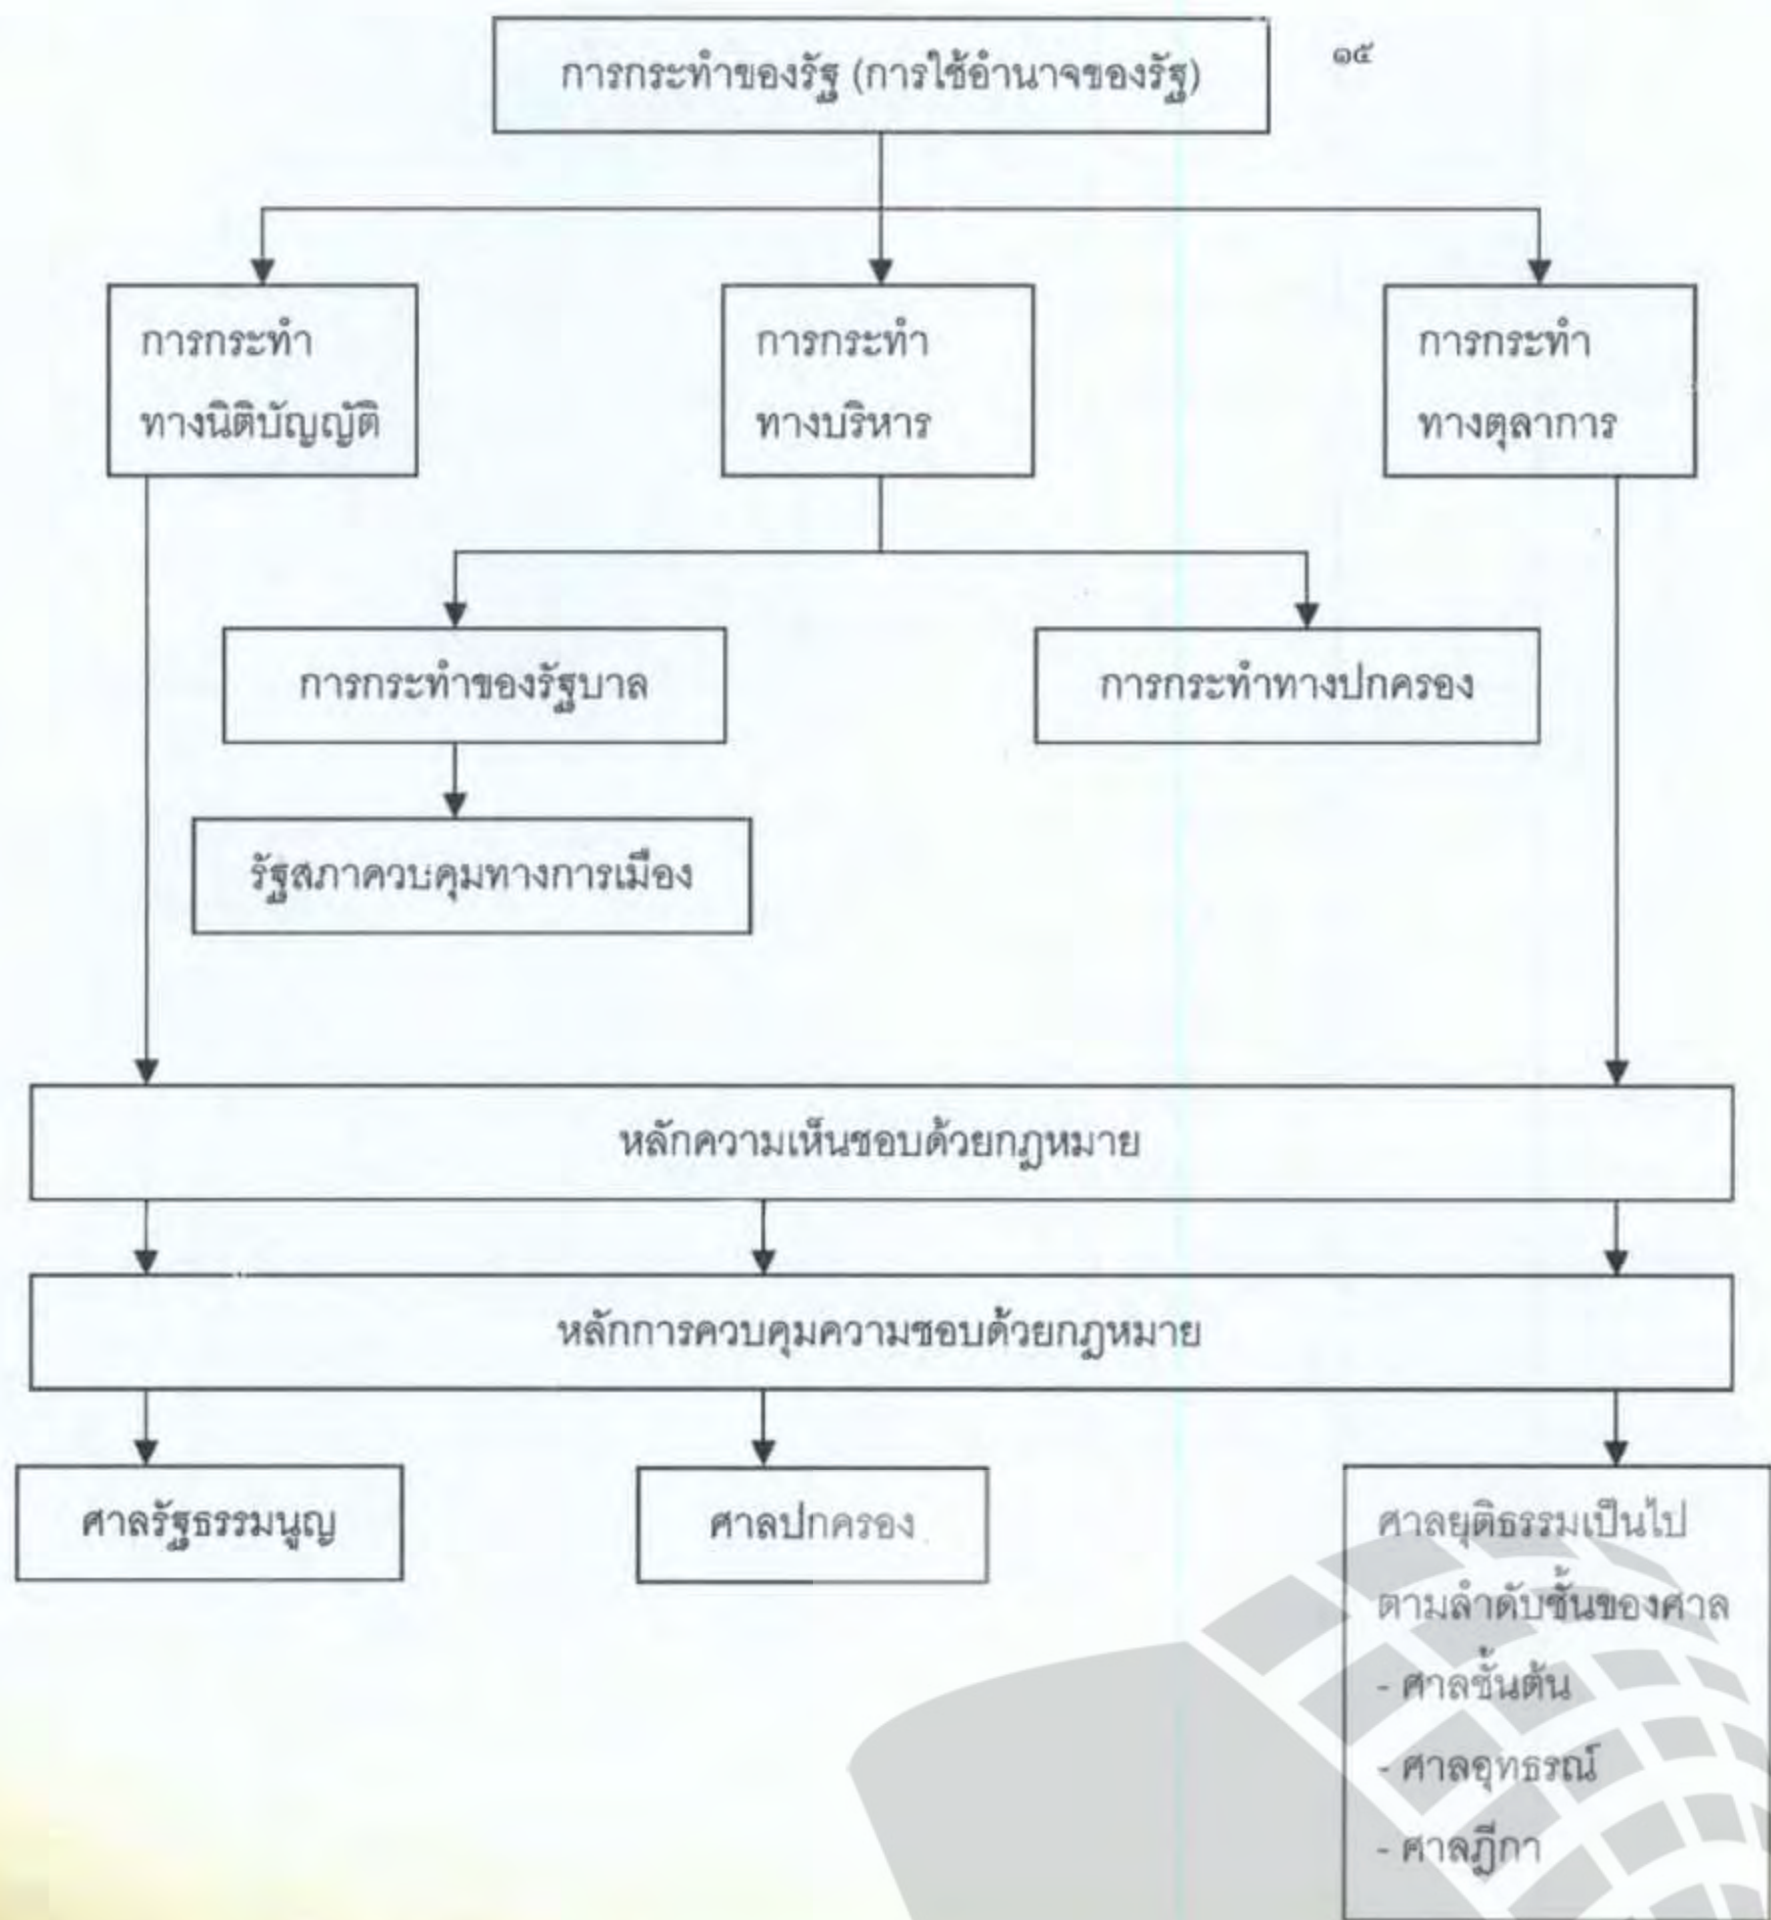 การกระทำของรัฐ (การใช้อำนาจของรัฐ)
๑๕
การกระทำ
ทางนิติบัญญัติ
การกระทำ
ทางบริหาร
การกระทำ
ทางตุลาการ
การกระทำของรัฐบาล
การกระทำทางปกครอง
รัฐสภาควบคุมทางการเมือง
หลักความเห็นชอบด้วยกฎหมาย
หลักการควบคุมความชอบด้วยกฎหมาย
ศาลรัฐธรรมนูญ
ศาลปกครอง
ศาลยุติธรรมเป็นไป
ตามลำดับชั้นของศาล
- ศาลชั้นต้น
- ศาลอุทธรณ์
- ศาลฎีกา